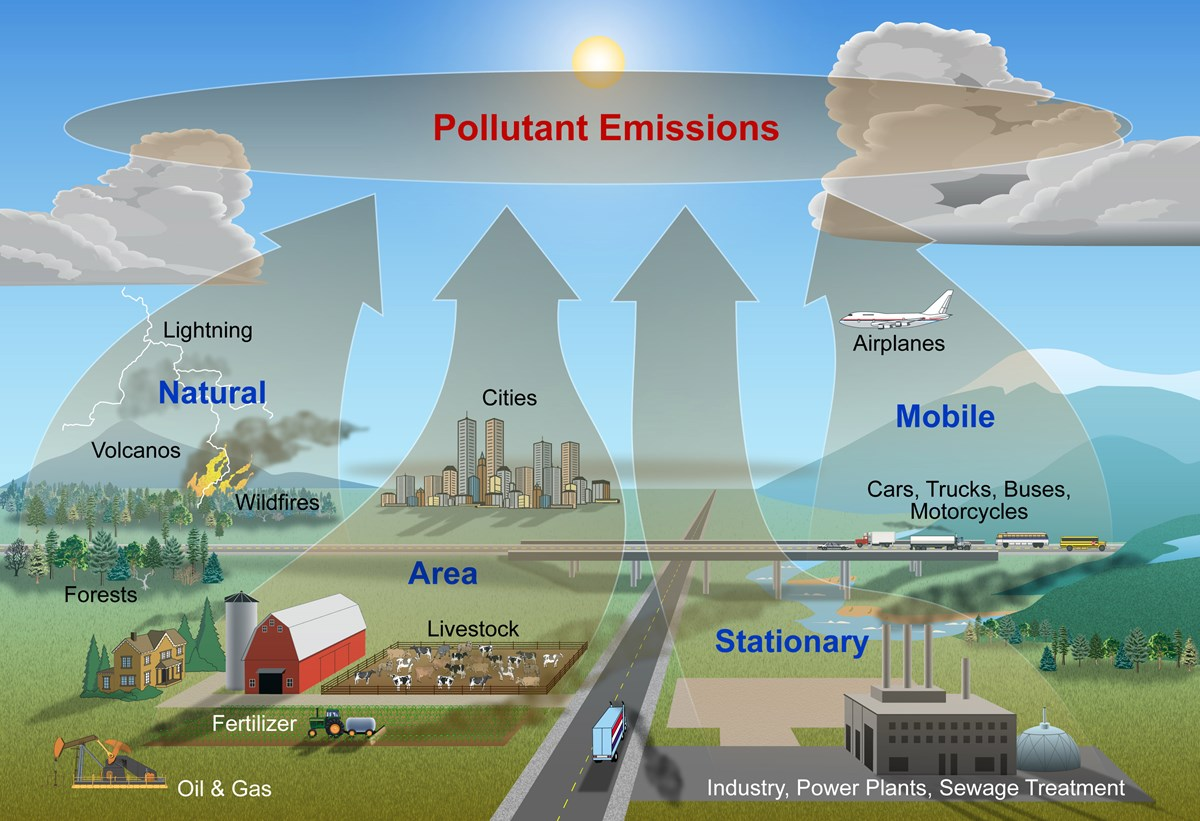 Pollutant Emissions
Lightning
Natural
Volcanos
Wildfires
Forests
Cities
Area
Livestock
Fertilizer
Oil & Gas
Airplanes
Mobile
Cars, Trucks, Buses,
Motorcycles
Stationary
Industry, Power Plants, Sewage Treatment